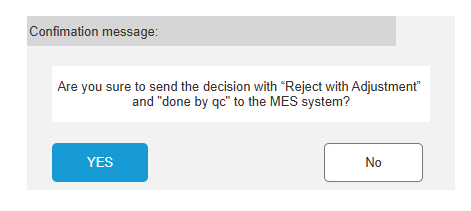 Confimation message:
Are you sure to send the decision with “Reject with Adjustment”
and "done by qc" to the MES system?
YES
No